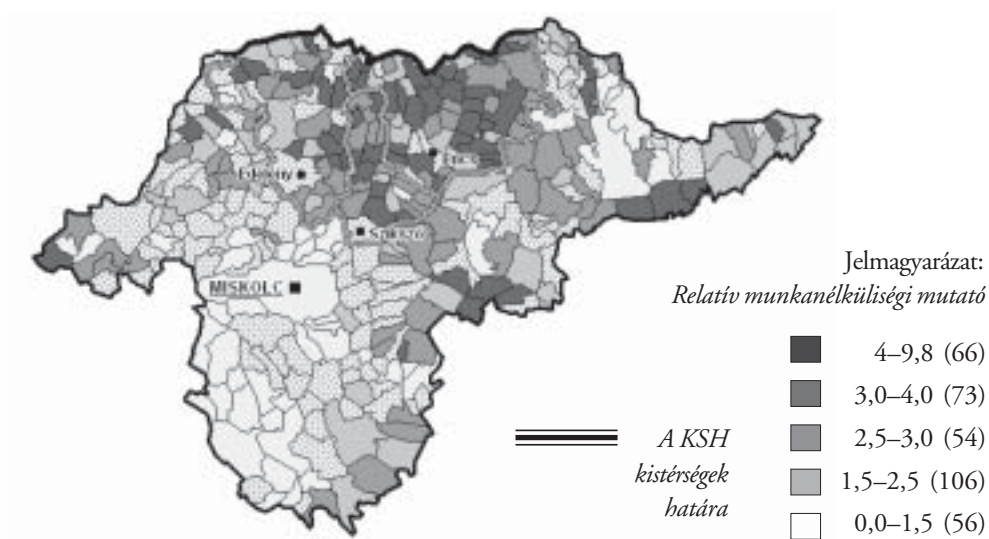 Edelény
Encs
Szikszó
MISKOLC
Jelmagyarázat:
Relatív munkanélküliségi mutató
4–9,8 (66)
3,0–4,0 (73)
2,5–3,0 (54)
1,5–2,5 (106)
0,0–1,5 (56)
A KSH
kistérségek
határa